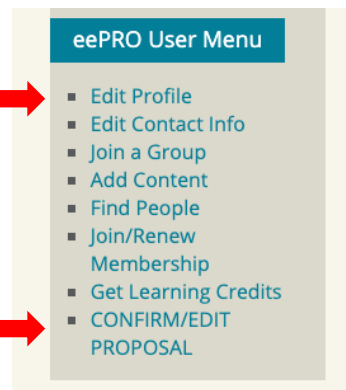 eePRO User Menu
Edit Profile
Edit Contact Info
Join a Group
Add Content
Find People
Join/Renew
Membership
Get Learning Credits
CONFIRM/EDIT
PROPOSAL